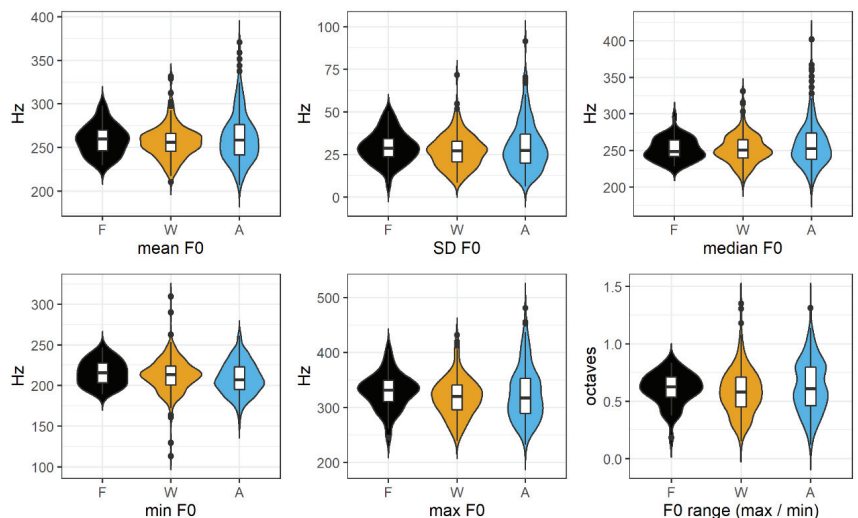 400
350
300
250
200
Hz
F W A
mean F0
100
75
50
25
0
Hz
F W A
SD F0
400
350
300
250
200
Hz
F W A
median F0
300
250
200
150
100
Hz
F W A
min F0
500
400
300
200
Hz
F W A
max F0
1.5
1.0
0.5
0.0
octaves
F W A
F0 range (max / min)